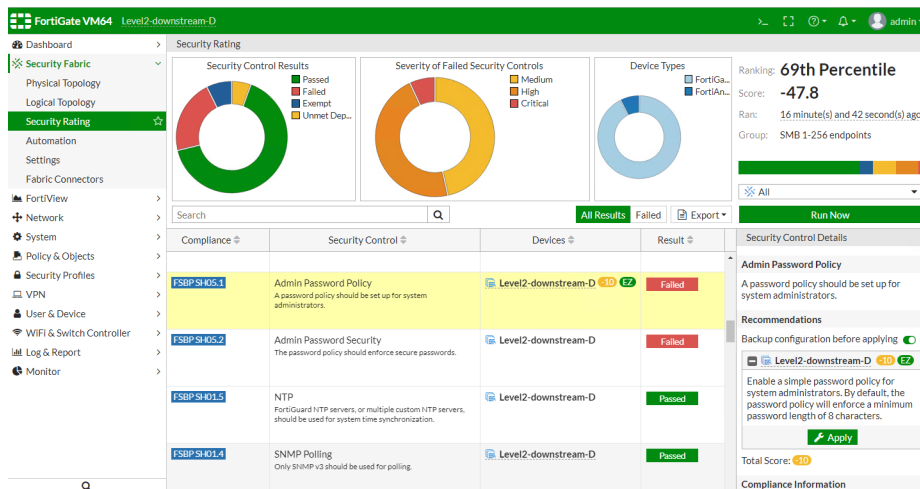 FortiGate VM64 Level2-downstream-D
>_ admin
Dashboard
Security Fabric
Physical Topology
Logical Topology
Security Rating
Automation
Settings
Fabric Connectors
FortiView
Network
System
Policy & Objects
Security Profiles
VPN
User & Device
WiFi & Switch Controller
Log & Report
Monitor
Security Rating
Security Control Results
Passed
Failed
Exempt
Unmet Dep...
Severity of Failed Security Controls
Medium
High
Critical
Device Types
FortiGa...
FortiAn...
Ranking: 69th Percentile
Score: -47.8
Ran: 16 minute(s) and 42 second(s) ago
Group: SMB 1-256 endpoints
All
Run Now
Search
All Results Failed Export
Compliance Security Control Devices Result
FSBP SH05.1 Admin Password Policy Level2-downstream-D -10 EZ Failed
A password policy should be set up for system
administrators.
FSBP SH05.2 Admin Password Security Level2-downstream-D Failed
The password policy should enforce secure passwords.
FSBP SH01.5 NTP Level2-downstream-D Passed
FortiGuard NTP servers, or multiple custom NTP servers,
should be used for system time synchronization.
FSBP SH01.4 SNMP Polling Level2-downstream-D Passed
Only SNMP v3 should be used for polling.
Security Control Details
Admin Password Policy
A password policy should be set up for
system administrators.
Recommendations
Backup configuration before applying
Level2-downstream-D -10 EZ
Enable a simple password policy for
system administrators. By default, the
password policy will enforce a minimum
password length of 8 characters.
Apply
Total Score: -10
Compliance Information